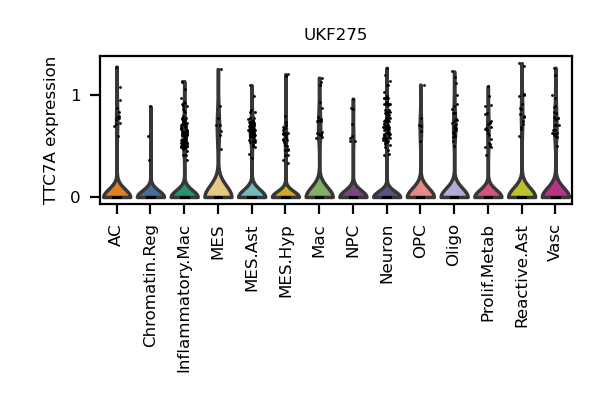 UKF275
TTC7A expression
1
0
AC
Chromatin.Reg
Inflammatory.Mac
MES
MES.Ast
MES.Hyp
Mac
NPC
Neuron
OPC
Oligo
Prolif.Metab
Reactive.Ast
Vasc